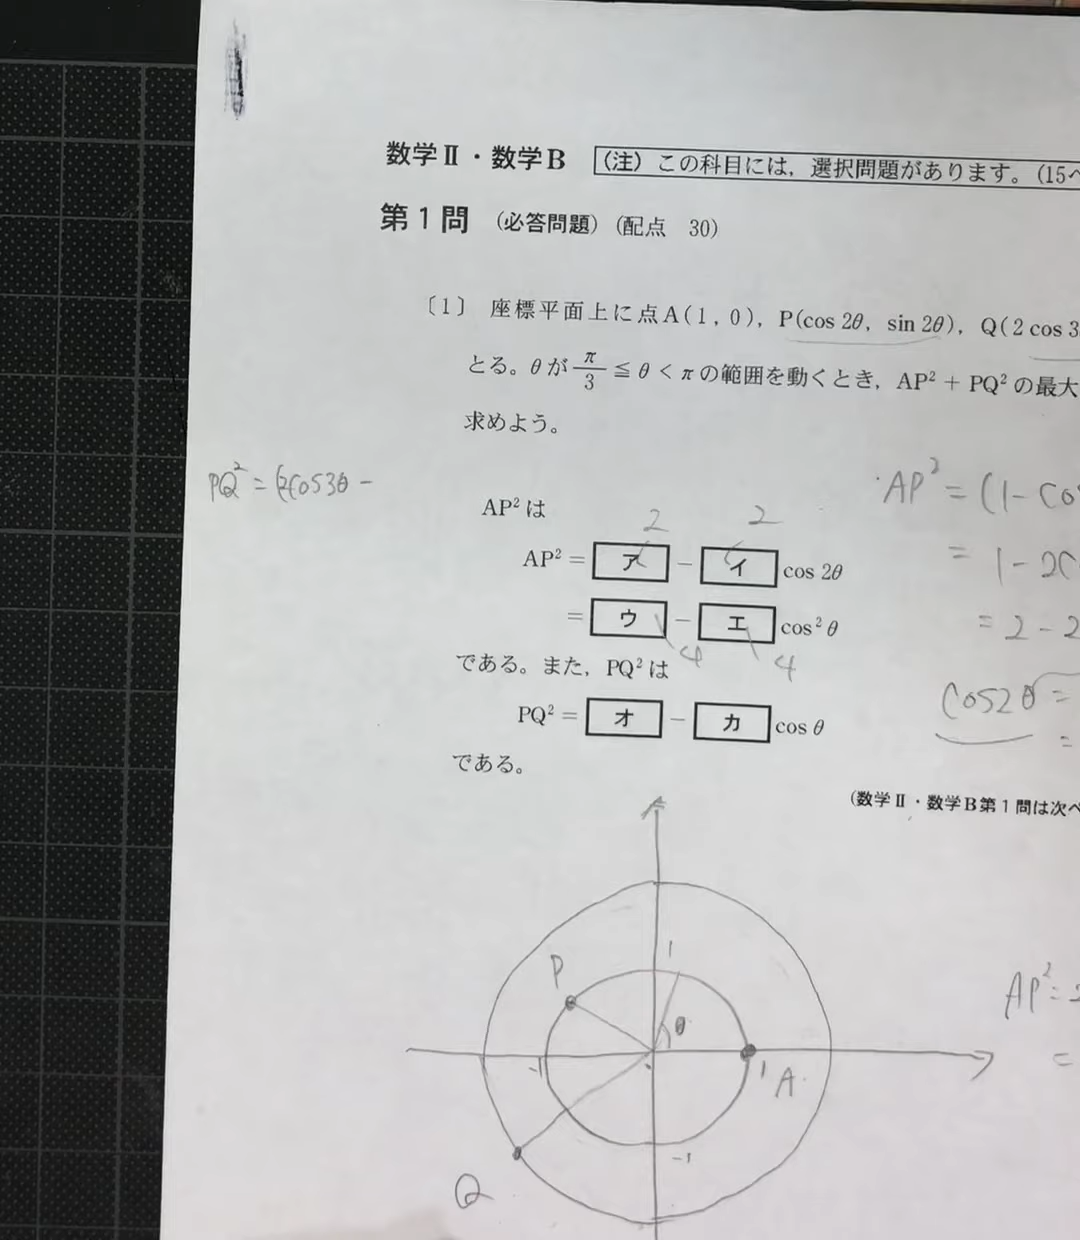 数学Ⅱ・数学B (注) この科目には，選択問題があります。(15ペ
第1問 (必答問題) (配点 30)
〔1〕 座標平面上に点A(1, 0)，P(cos 2θ, sin 2θ)，Q(2 cos 3
とる。θが π/3 ≦ θ < π の範囲を動くとき，AP² + PQ² の最大
求めよう。
PQ² = (2cos3θ −
AP² = (1 - co
AP² は
= 1 - 2c
2 2
AP² = ア − イ cos 2θ
= 2 - 2
= ウ − エ cos² θ
4 4
である。また，PQ² は
cos2θ =
=
PQ² = オ − カ cos θ
である。
(数学Ⅱ・数学B第1問は次ペ
1
P
θ
AP² = 2
-1 1 A
=
-1
Q